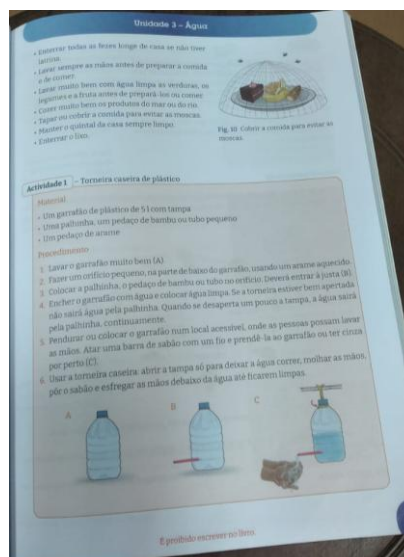 Unidade 3 – Água
• Enterrar todas as fezes longe de casa se não tiver
latrina.
• Lavar sempre as mãos antes de preparar a comida
e de comer.
• Lavar muito bem com água limpa as verduras, os
legumes e a fruta antes de prepará-los ou comer.
• Cozer muito bem os produtos do mar ou do rio.
• Tapar ou cobrir a comida para evitar as moscas.
• Manter o quintal da casa sempre limpo.
• Enterrar o lixo.
Fig. 10 Cobrir a comida para evitar as
moscas.
Actividade 1 – Torneira caseira de plástico
Material
• Um garrafão de plástico de 5 l com tampa
• Uma palhinha, um pedaço de bambu ou tubo pequeno
• Um pedaço de arame
Procedimento
1. Lavar o garrafão muito bem (A).
2. Fazer um orifício pequeno, na parte de baixo do garrafão, usando um arame aquecido.
3. Colocar a palhinha, o pedaço de bambu ou tubo no orifício. Deverá entrar à justa (B).
4. Encher o garrafão com água e colocar água limpa. Se a torneira estiver bem apertada
não sairá água pela palhinha. Quando se desaperta um pouco a tampa, a água sairá
pela palhinha, continuamente.
5. Pendurar ou colocar o garrafão num local acessível, onde as pessoas possam lavar
as mãos. Atar uma barra de sabão com um fio e prendê-la ao garrafão ou ter cinza
por perto (C).
6. Usar a torneira caseira: abrir a tampa só para deixar a água correr, molhar as mãos,
pôr o sabão e esfregar as mãos debaixo da água até ficarem limpas.
A
B
C
É proibido escrever no livro.